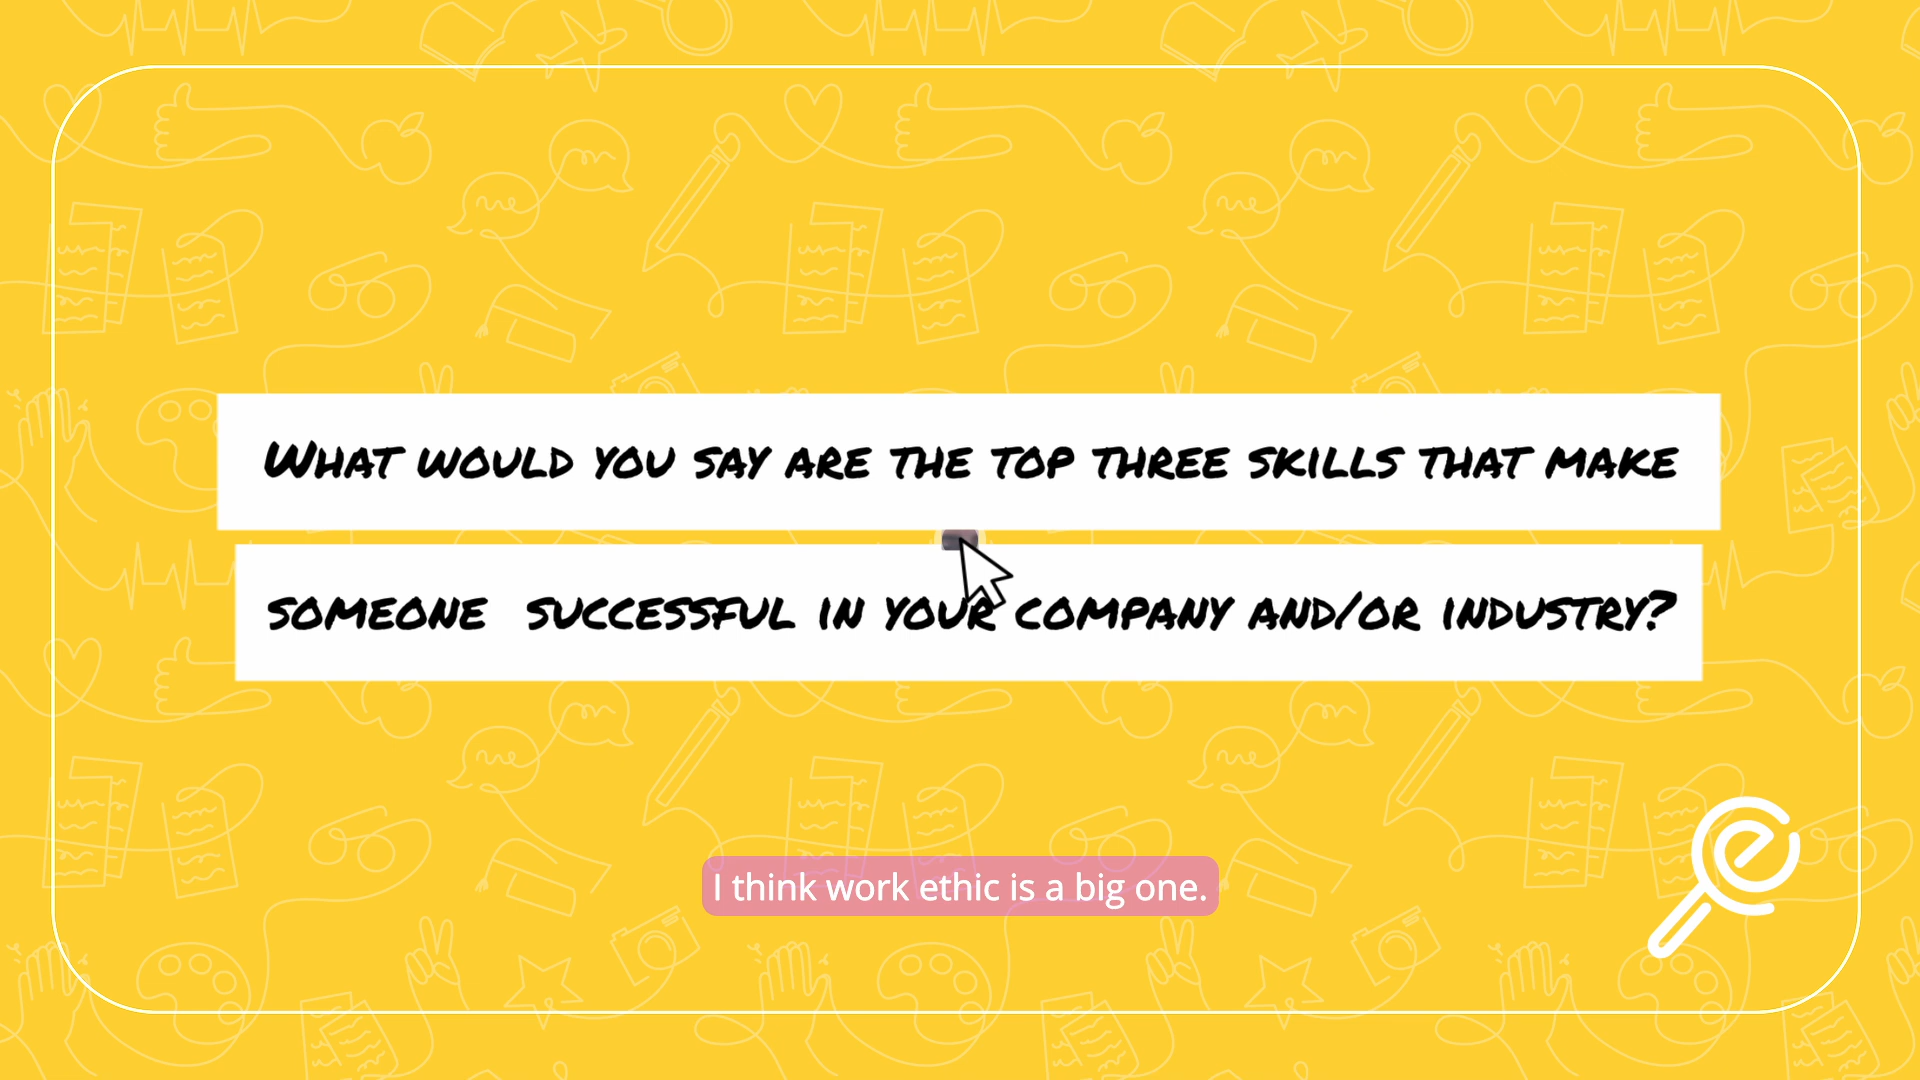 What would you say are the top three skills that make
someone successful in your company and/or industry?
I think work ethic is a big one.